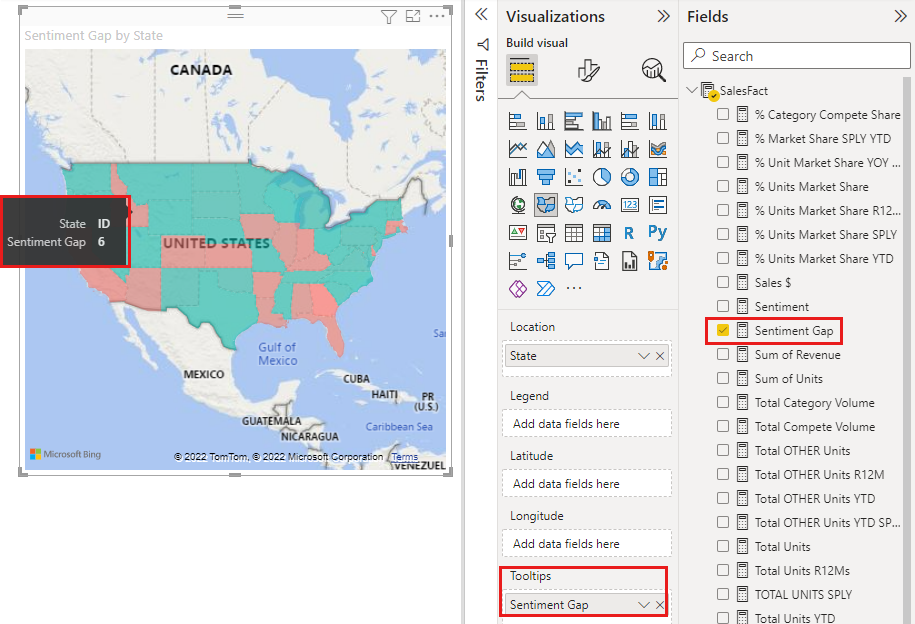 Sentiment Gap by State
CANADA
UNITED STATES
State ID
Sentiment Gap 6
Gulf of
Mexico
MEXICO
CUBA
HAITI
PR
(U.S.)
GUATEMALA
Caribbean Sea
NICARAGUA
Sa
Microsoft Bing
© 2022 TomTom, © 2022 Microsoft Corporation Terms
VENEZUEL
Filters
Visualizations
Build visual
123
R
Py
Location
State
Legend
Add data fields here
Latitude
Add data fields here
Longitude
Add data fields here
Tooltips
Sentiment Gap
Fields
Search
SalesFact
% Category Compete Share
% Market Share SPLY YTD
% Unit Market Share YOY ...
% Units Market Share
% Units Market Share R12...
% Units Market Share SPLY
% Units Market Share YTD
Sales $
Sentiment
Sentiment Gap
Sum of Revenue
Sum of Units
Total Category Volume
Total Compete Volume
Total OTHER Units
Total OTHER Units R12M
Total OTHER Units YTD
Total OTHER Units YTD SP...
Total Units
Total Units R12Ms
TOTAL UNITS SPLY
Total Units YTD